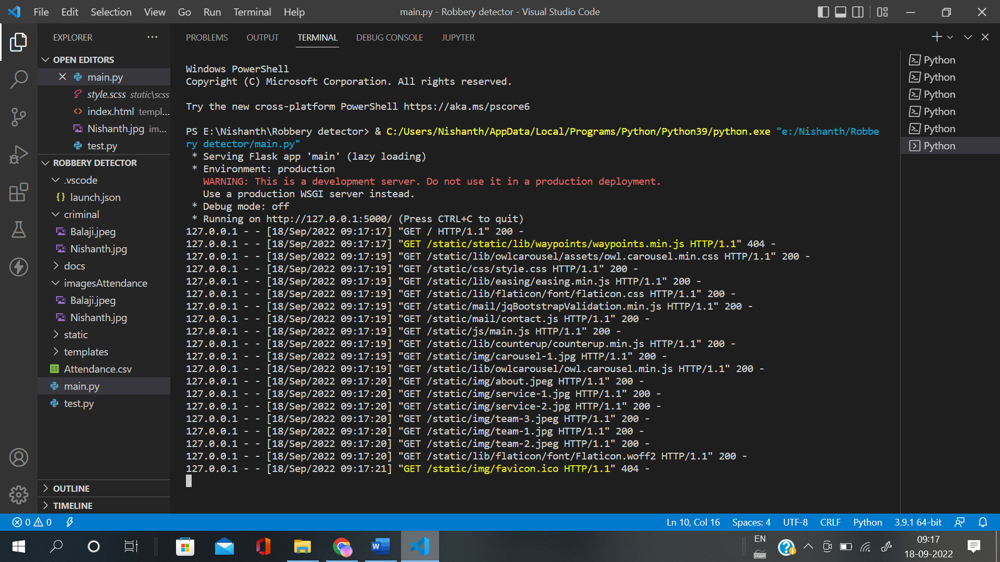 File Edit Selection View Go Run Terminal Help
main.py - Robbery detector - Visual Studio Code
EXPLORER
OPEN EDITORS
main.py
style.scss static\scss
index.html templ...
Nishanth.jpg im...
test.py
ROBBERY DETECTOR
.vscode
launch.json
criminal
Balaji.jpeg
Nishanth.jpg
docs
imagesAttendance
Balaji.jpeg
Nishanth.jpg
static
templates
Attendance.csv
main.py
test.py
OUTLINE
TIMELINE
PROBLEMS OUTPUT TERMINAL DEBUG CONSOLE JUPYTER
Windows PowerShell
Copyright (C) Microsoft Corporation. All rights reserved.
Try the new cross-platform PowerShell https://aka.ms/pscore6
PS E:\Nishanth\Robbery detector> & C:/Users/Nishanth/AppData/Local/Programs/Python/Python39/python.exe "e:/Nishanth/Robbe
ry detector/main.py"
* Serving Flask app 'main' (lazy loading)
* Environment: production
WARNING: This is a development server. Do not use it in a production deployment.
Use a production WSGI server instead.
* Debug mode: off
* Running on http://127.0.0.1:5000/ (Press CTRL+C to quit)
127.0.0.1 - - [18/Sep/2022 09:17:17] "GET / HTTP/1.1" 200 -
127.0.0.1 - - [18/Sep/2022 09:17:17] "GET /static/static/lib/waypoints/waypoints.min.js HTTP/1.1" 404 -
127.0.0.1 - - [18/Sep/2022 09:17:19] "GET /static/lib/owlcarousel/assets/owl.carousel.min.css HTTP/1.1" 200 -
127.0.0.1 - - [18/Sep/2022 09:17:19] "GET /static/css/style.css HTTP/1.1" 200 -
127.0.0.1 - - [18/Sep/2022 09:17:19] "GET /static/lib/easing/easing.min.js HTTP/1.1" 200 -
127.0.0.1 - - [18/Sep/2022 09:17:19] "GET /static/lib/flaticon/font/flaticon.css HTTP/1.1" 200 -
127.0.0.1 - - [18/Sep/2022 09:17:19] "GET /static/mail/jqBootstrapValidation.min.js HTTP/1.1" 200 -
127.0.0.1 - - [18/Sep/2022 09:17:19] "GET /static/mail/contact.js HTTP/1.1" 200 -
127.0.0.1 - - [18/Sep/2022 09:17:19] "GET /static/js/main.js HTTP/1.1" 200 -
127.0.0.1 - - [18/Sep/2022 09:17:19] "GET /static/lib/counterup/counterup.min.js HTTP/1.1" 200 -
127.0.0.1 - - [18/Sep/2022 09:17:19] "GET /static/img/carousel-1.jpg HTTP/1.1" 200 -
127.0.0.1 - - [18/Sep/2022 09:17:19] "GET /static/lib/owlcarousel/owl.carousel.min.js HTTP/1.1" 200 -
127.0.0.1 - - [18/Sep/2022 09:17:20] "GET /static/img/about.jpeg HTTP/1.1" 200 -
127.0.0.1 - - [18/Sep/2022 09:17:20] "GET /static/img/service-1.jpg HTTP/1.1" 200 -
127.0.0.1 - - [18/Sep/2022 09:17:20] "GET /static/img/service-2.jpg HTTP/1.1" 200 -
127.0.0.1 - - [18/Sep/2022 09:17:20] "GET /static/img/team-3.jpeg HTTP/1.1" 200 -
127.0.0.1 - - [18/Sep/2022 09:17:20] "GET /static/img/team-1.jpg HTTP/1.1" 200 -
127.0.0.1 - - [18/Sep/2022 09:17:20] "GET /static/img/team-2.jpeg HTTP/1.1" 200 -
127.0.0.1 - - [18/Sep/2022 09:17:20] "GET /static/lib/flaticon/font/Flaticon.woff2 HTTP/1.1" 200 -
127.0.0.1 - - [18/Sep/2022 09:17:21] "GET /static/img/favicon.ico HTTP/1.1" 404 -
Python
Python
Python
Python
Python
Python
0 0
Ln 10, Col 16 Spaces: 4 UTF-8 CRLF Python 3.9.1 64-bit
EN
09:17
18-09-2022